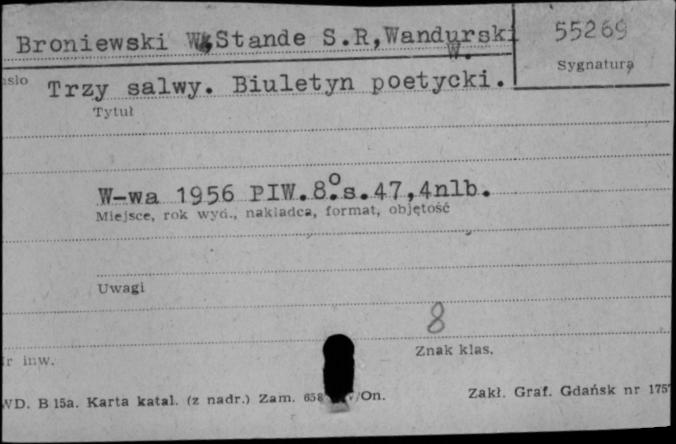 Broniewski W, Stande S.R, Wandurski W.
55269
Sygnatura
Trzy salwy. Biuletyn poetycki.
Tytuł
W-wa 1956 PIW. 8° s. 47, 4nlb.
Miejsce, rok wyd., nakładca, format, objętość
Uwagi
8
Znak klas.
inw.
B 15a. Karta katal. (z nadr.) Zam.
Zakł. Graf. Gdańsk nr